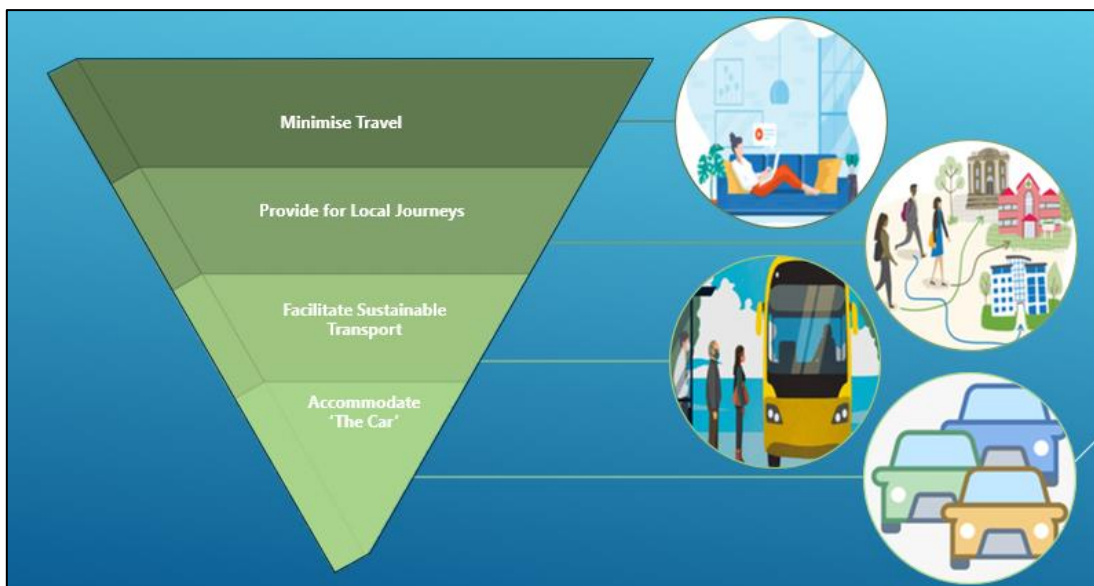 Minimise Travel
Provide for Local Journeys
Facilitate Sustainable
Transport
Accommodate
‘The Car’